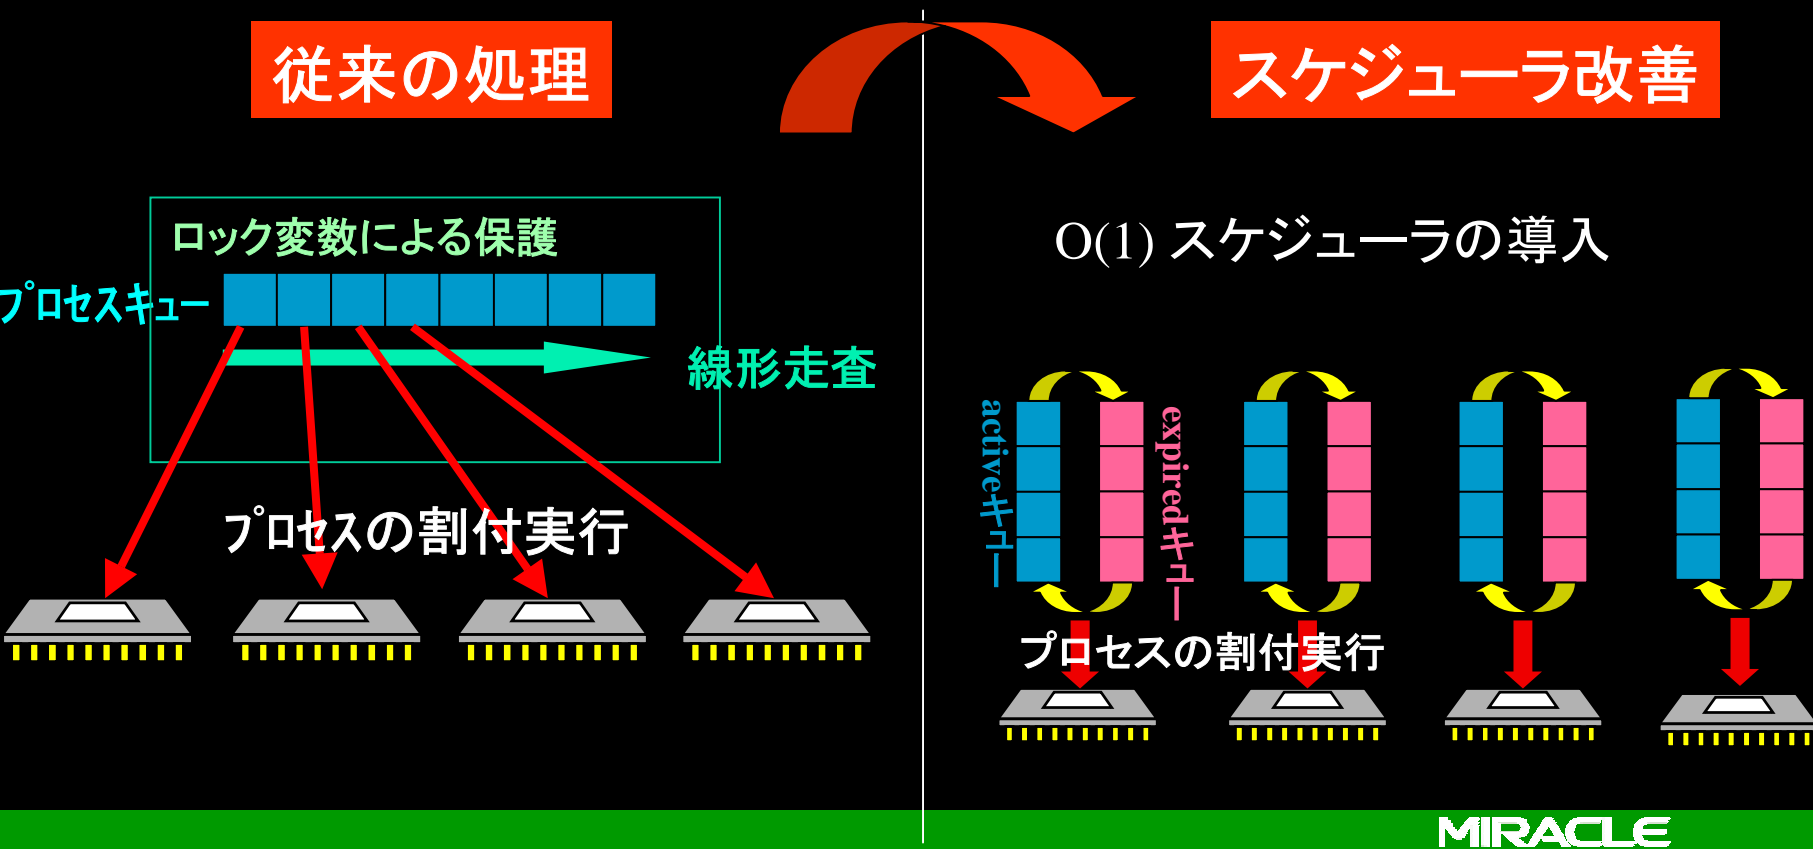 従来の処理
ロック変数による保護
プロセスキュー
線形走査
プロセスの割付実行
スケジューラ改善
O(1) スケジューラの導入
activeキュー
expiredキュー
プロセスの割付実行
MIRACLE